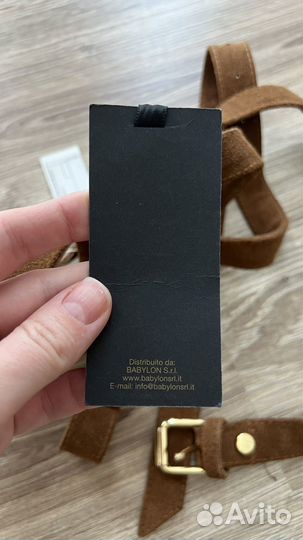 Distribuito da:
BABYLON S.r.l.
www.babylonsrl.it
E-mail: info@babylonsrl.it
Avito